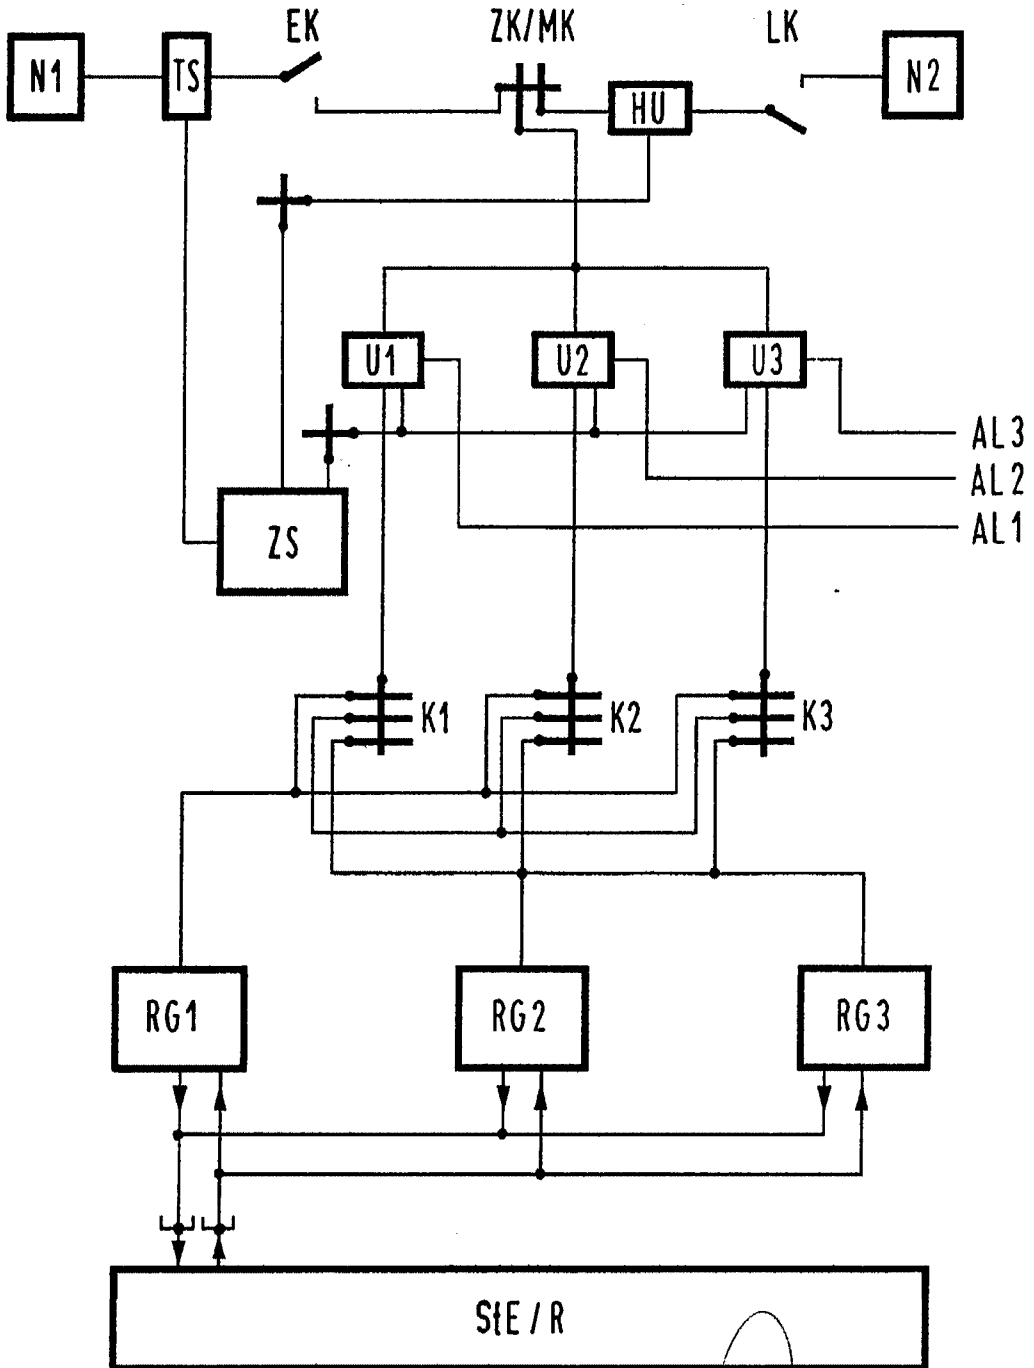 EK ZK/MK LK
N1 TS HU N2
U1 U2 U3
AL3
AL2
AL1
ZS
K1 K2 K3
RG1 RG2 RG3
StE/R